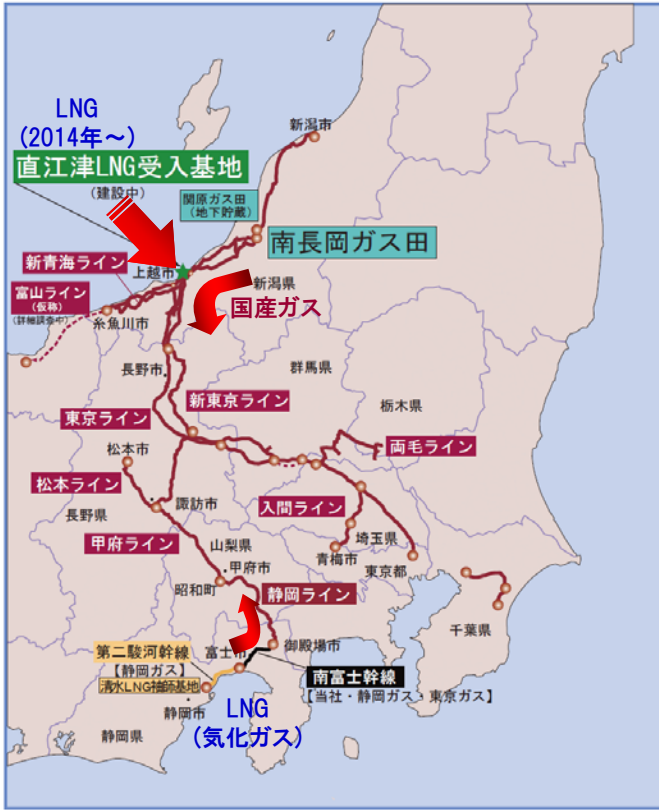 LNG
(2014年～)
新潟市
直江津LNG受入基地
(建設中)
関原ガス田
(地下貯蔵)
南長岡ガス田
新青海ライン
上越市
富山ライン
(仮称)
(詳細調査中)
新潟県
国産ガス
糸魚川市
長野市
群馬県
新東京ライン
栃木県
東京ライン
両毛ライン
松本市
松本ライン
諏訪市
入間ライン
長野県
埼玉県
甲府ライン
山梨県
青梅市
東京都
甲府市
昭和町
静岡ライン
千葉県
第二駿河幹線
【静岡ガス】
富士市
御殿場市
清水LNG袖師基地
南富士幹線
【当社・静岡ガス・東京ガス】
静岡市
LNG
(気化ガス)
静岡県